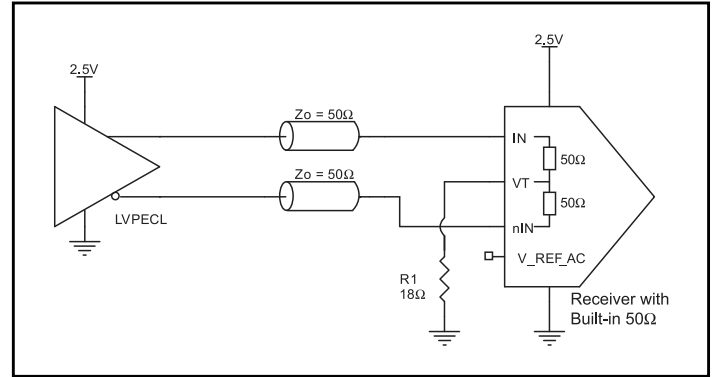 2.5V
2.5V
Zo = 50Ω
IN
50Ω
Zo = 50Ω
VT
50Ω
LVPECL
nIN
V_REF_AC
R1
18Ω
Receiver with
Built-in 50Ω